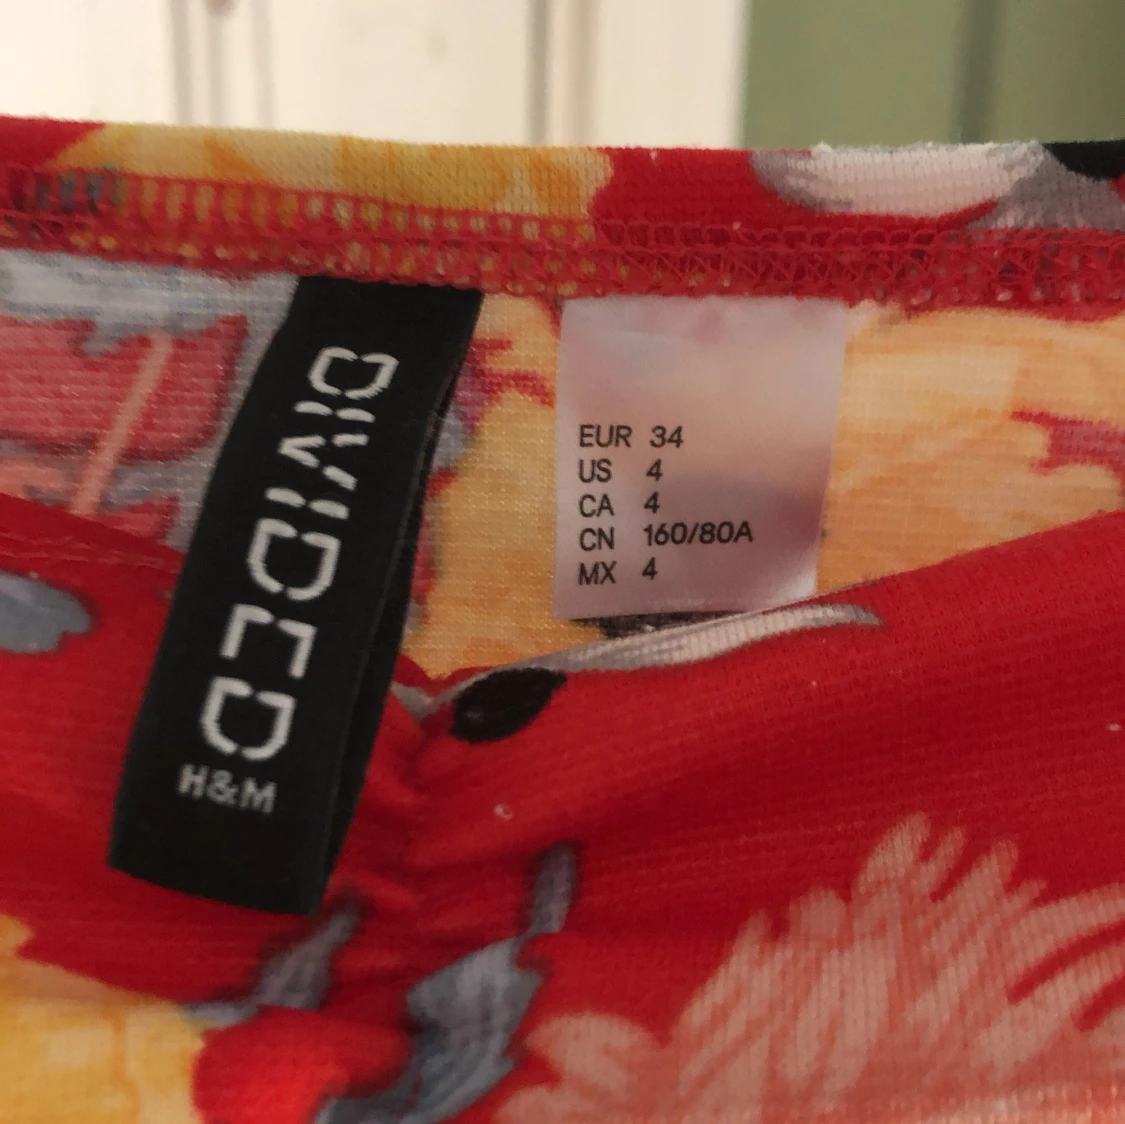 DIVIDED
H&M
EUR 34
US 4
CA 4
CN 160/80A
MX 4